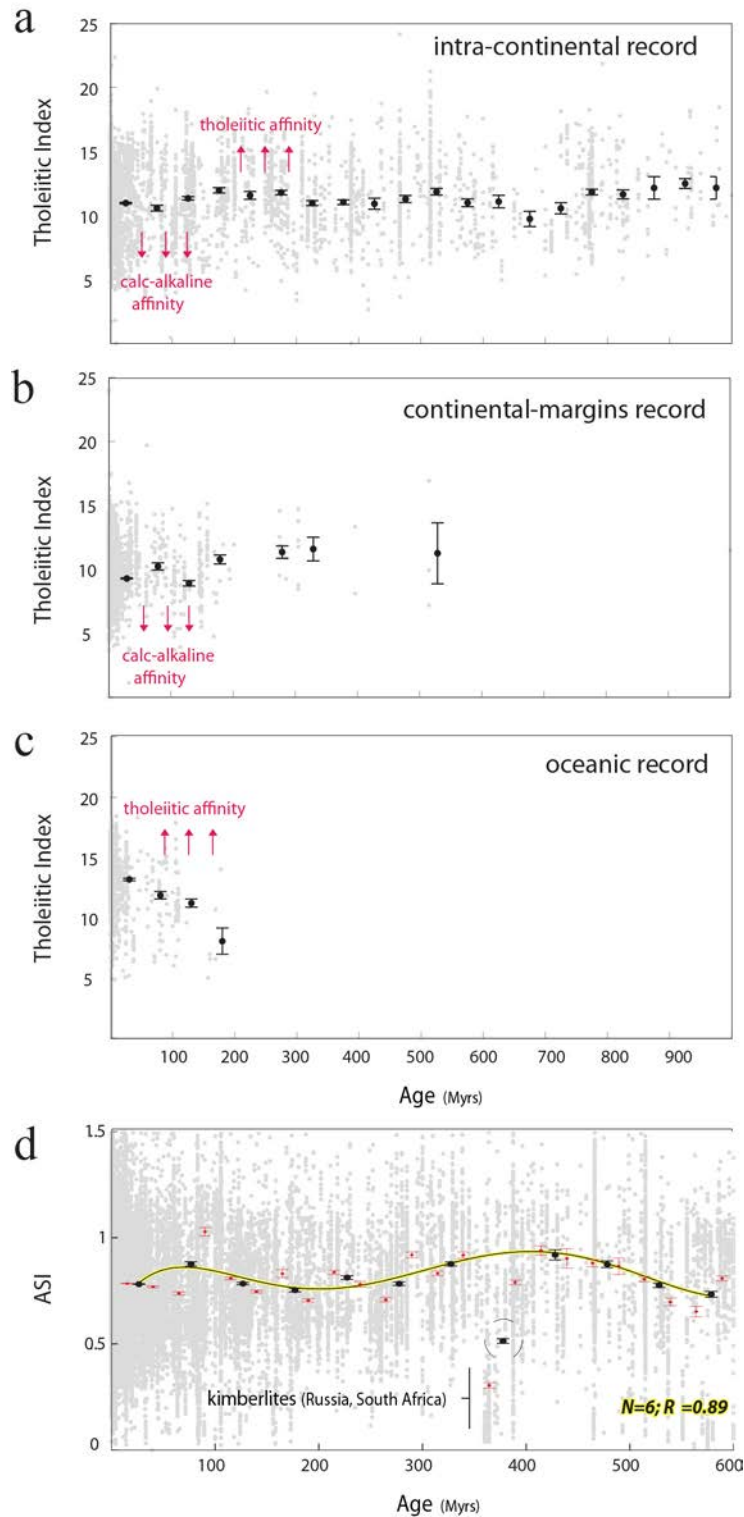 a
intra-continental record
25
20
15
10
5
Tholeiitic Index
tholeiitic affinity
calc-alkaline
affinity
b
continental-margins record
25
20
15
10
5
Tholeiitic Index
calc-alkaline
affinity
c
oceanic record
25
20
15
10
5
Tholeiitic Index
tholeiitic affinity
100 200 300 400 500 600 700 800 900
Age (Myrs)
d
1.5
1
0.5
0
ASI
kimberlites (Russia, South Africa)
N=6; R =0.89
100 200 300 400 500 600
Age (Myrs)